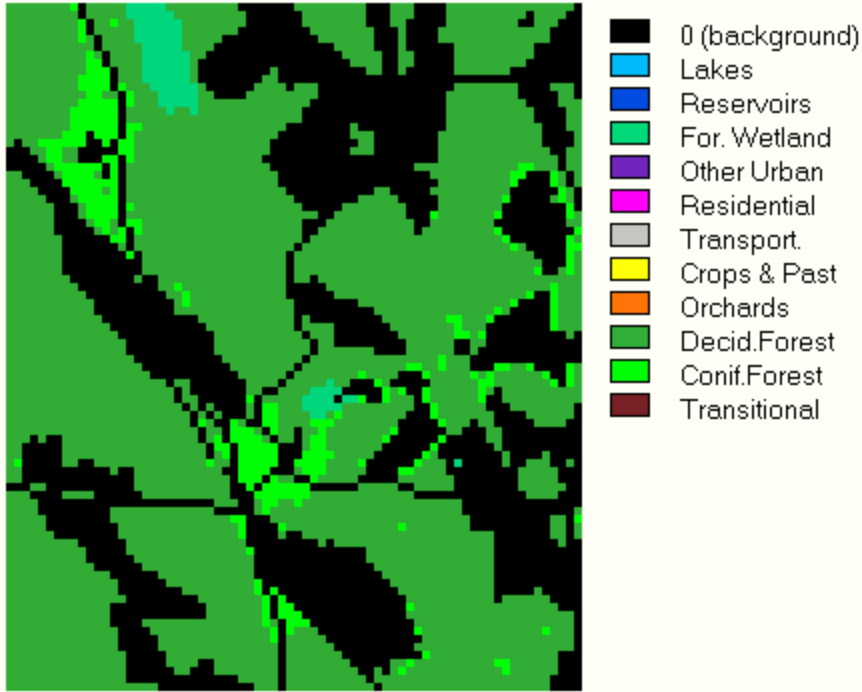 0 (background)
Lakes
Reservoirs
For. Wetland
Other Urban
Residential
Transport.
Crops & Past
Orchards
Decid.Forest
Conif.Forest
Transitional